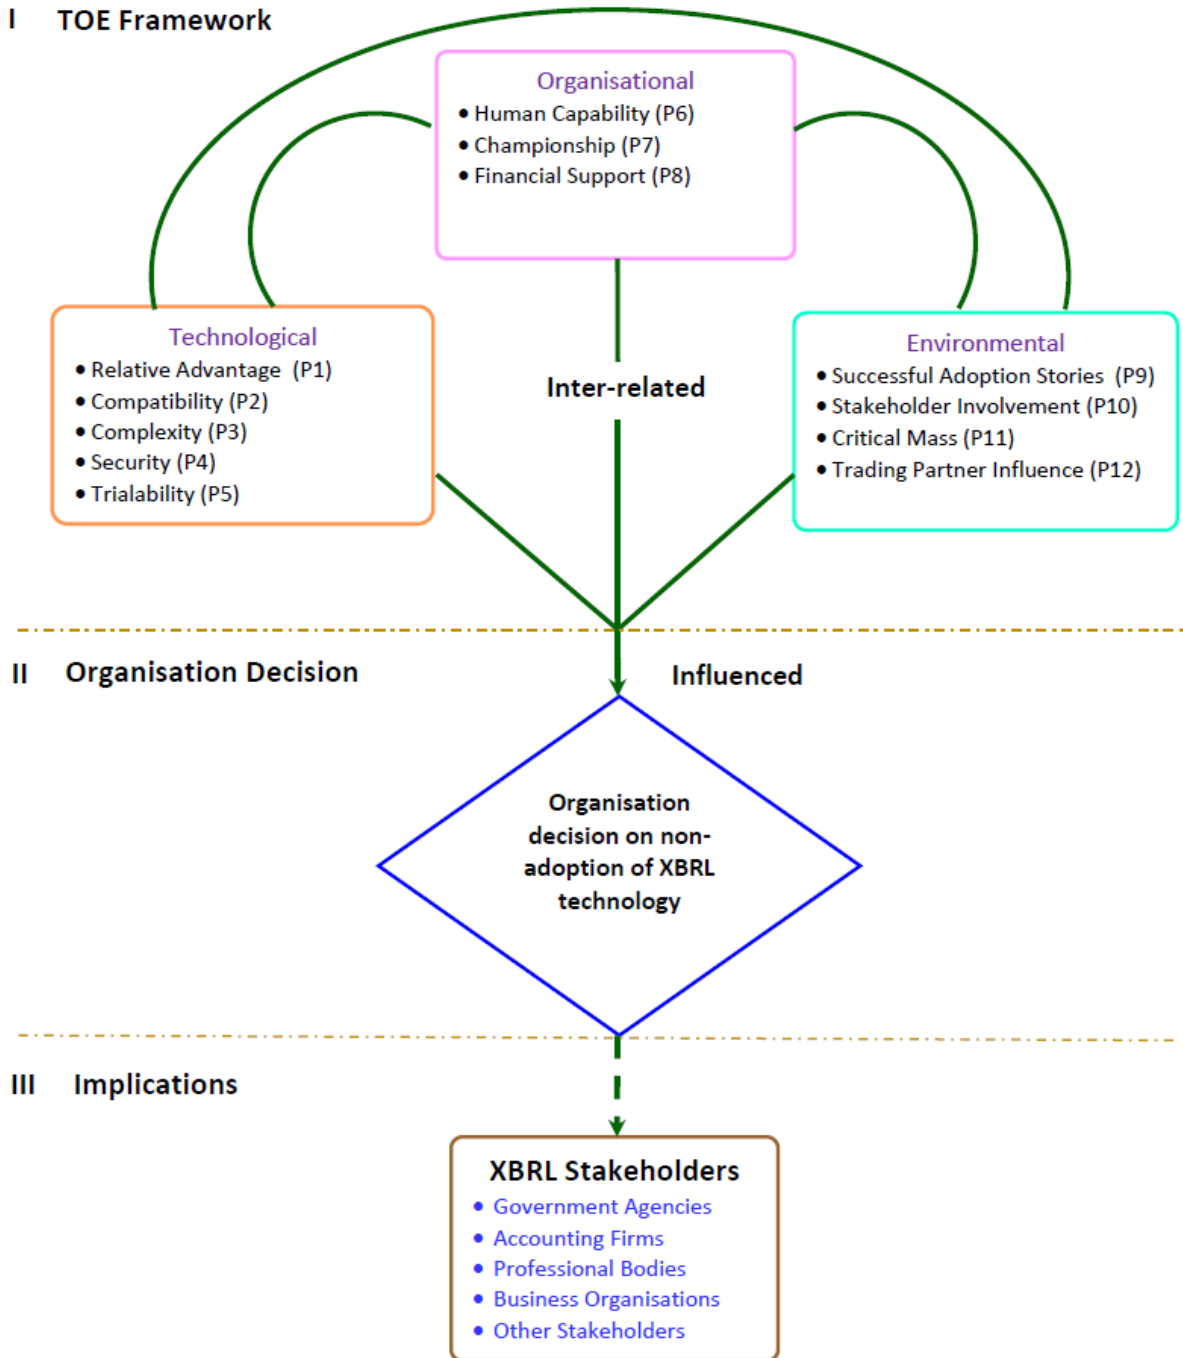 I TOE Framework
Organisational
• Human Capability (P6)
• Championship (P7)
• Financial Support (P8)
Technological
• Relative Advantage (P1)
• Compatibility (P2)
• Complexity (P3)
• Security (P4)
• Trialability (P5)
Inter-related
Environmental
• Successful Adoption Stories (P9)
• Stakeholder Involvement (P10)
• Critical Mass (P11)
• Trading Partner Influence (P12)
II Organisation Decision
Influenced
Organisation
decision on non-
adoption of XBRL
technology
III Implications
XBRL Stakeholders
• Government Agencies
• Accounting Firms
• Professional Bodies
• Business Organisations
• Other Stakeholders